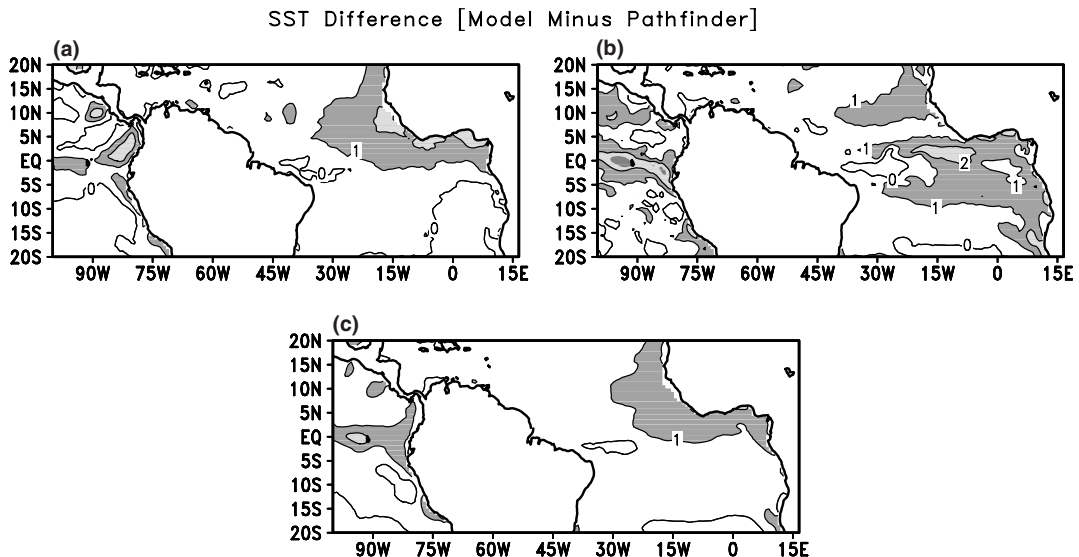 SST Difference [Model Minus Pathfinder]
(a)
20N
15N
10N
5N
EQ
5S
10S
15S
20S
90W 75W 60W 45W 30W 15W 0 15E
1
0
0
0
(b)
20N
15N
10N
5N
EQ
5S
10S
15S
20S
90W 75W 60W 45W 30W 15W 0 15E
1
1
2
0
1
1
0
(c)
20N
15N
10N
5N
EQ
5S
10S
15S
20S
90W 75W 60W 45W 30W 15W 0 15E
1